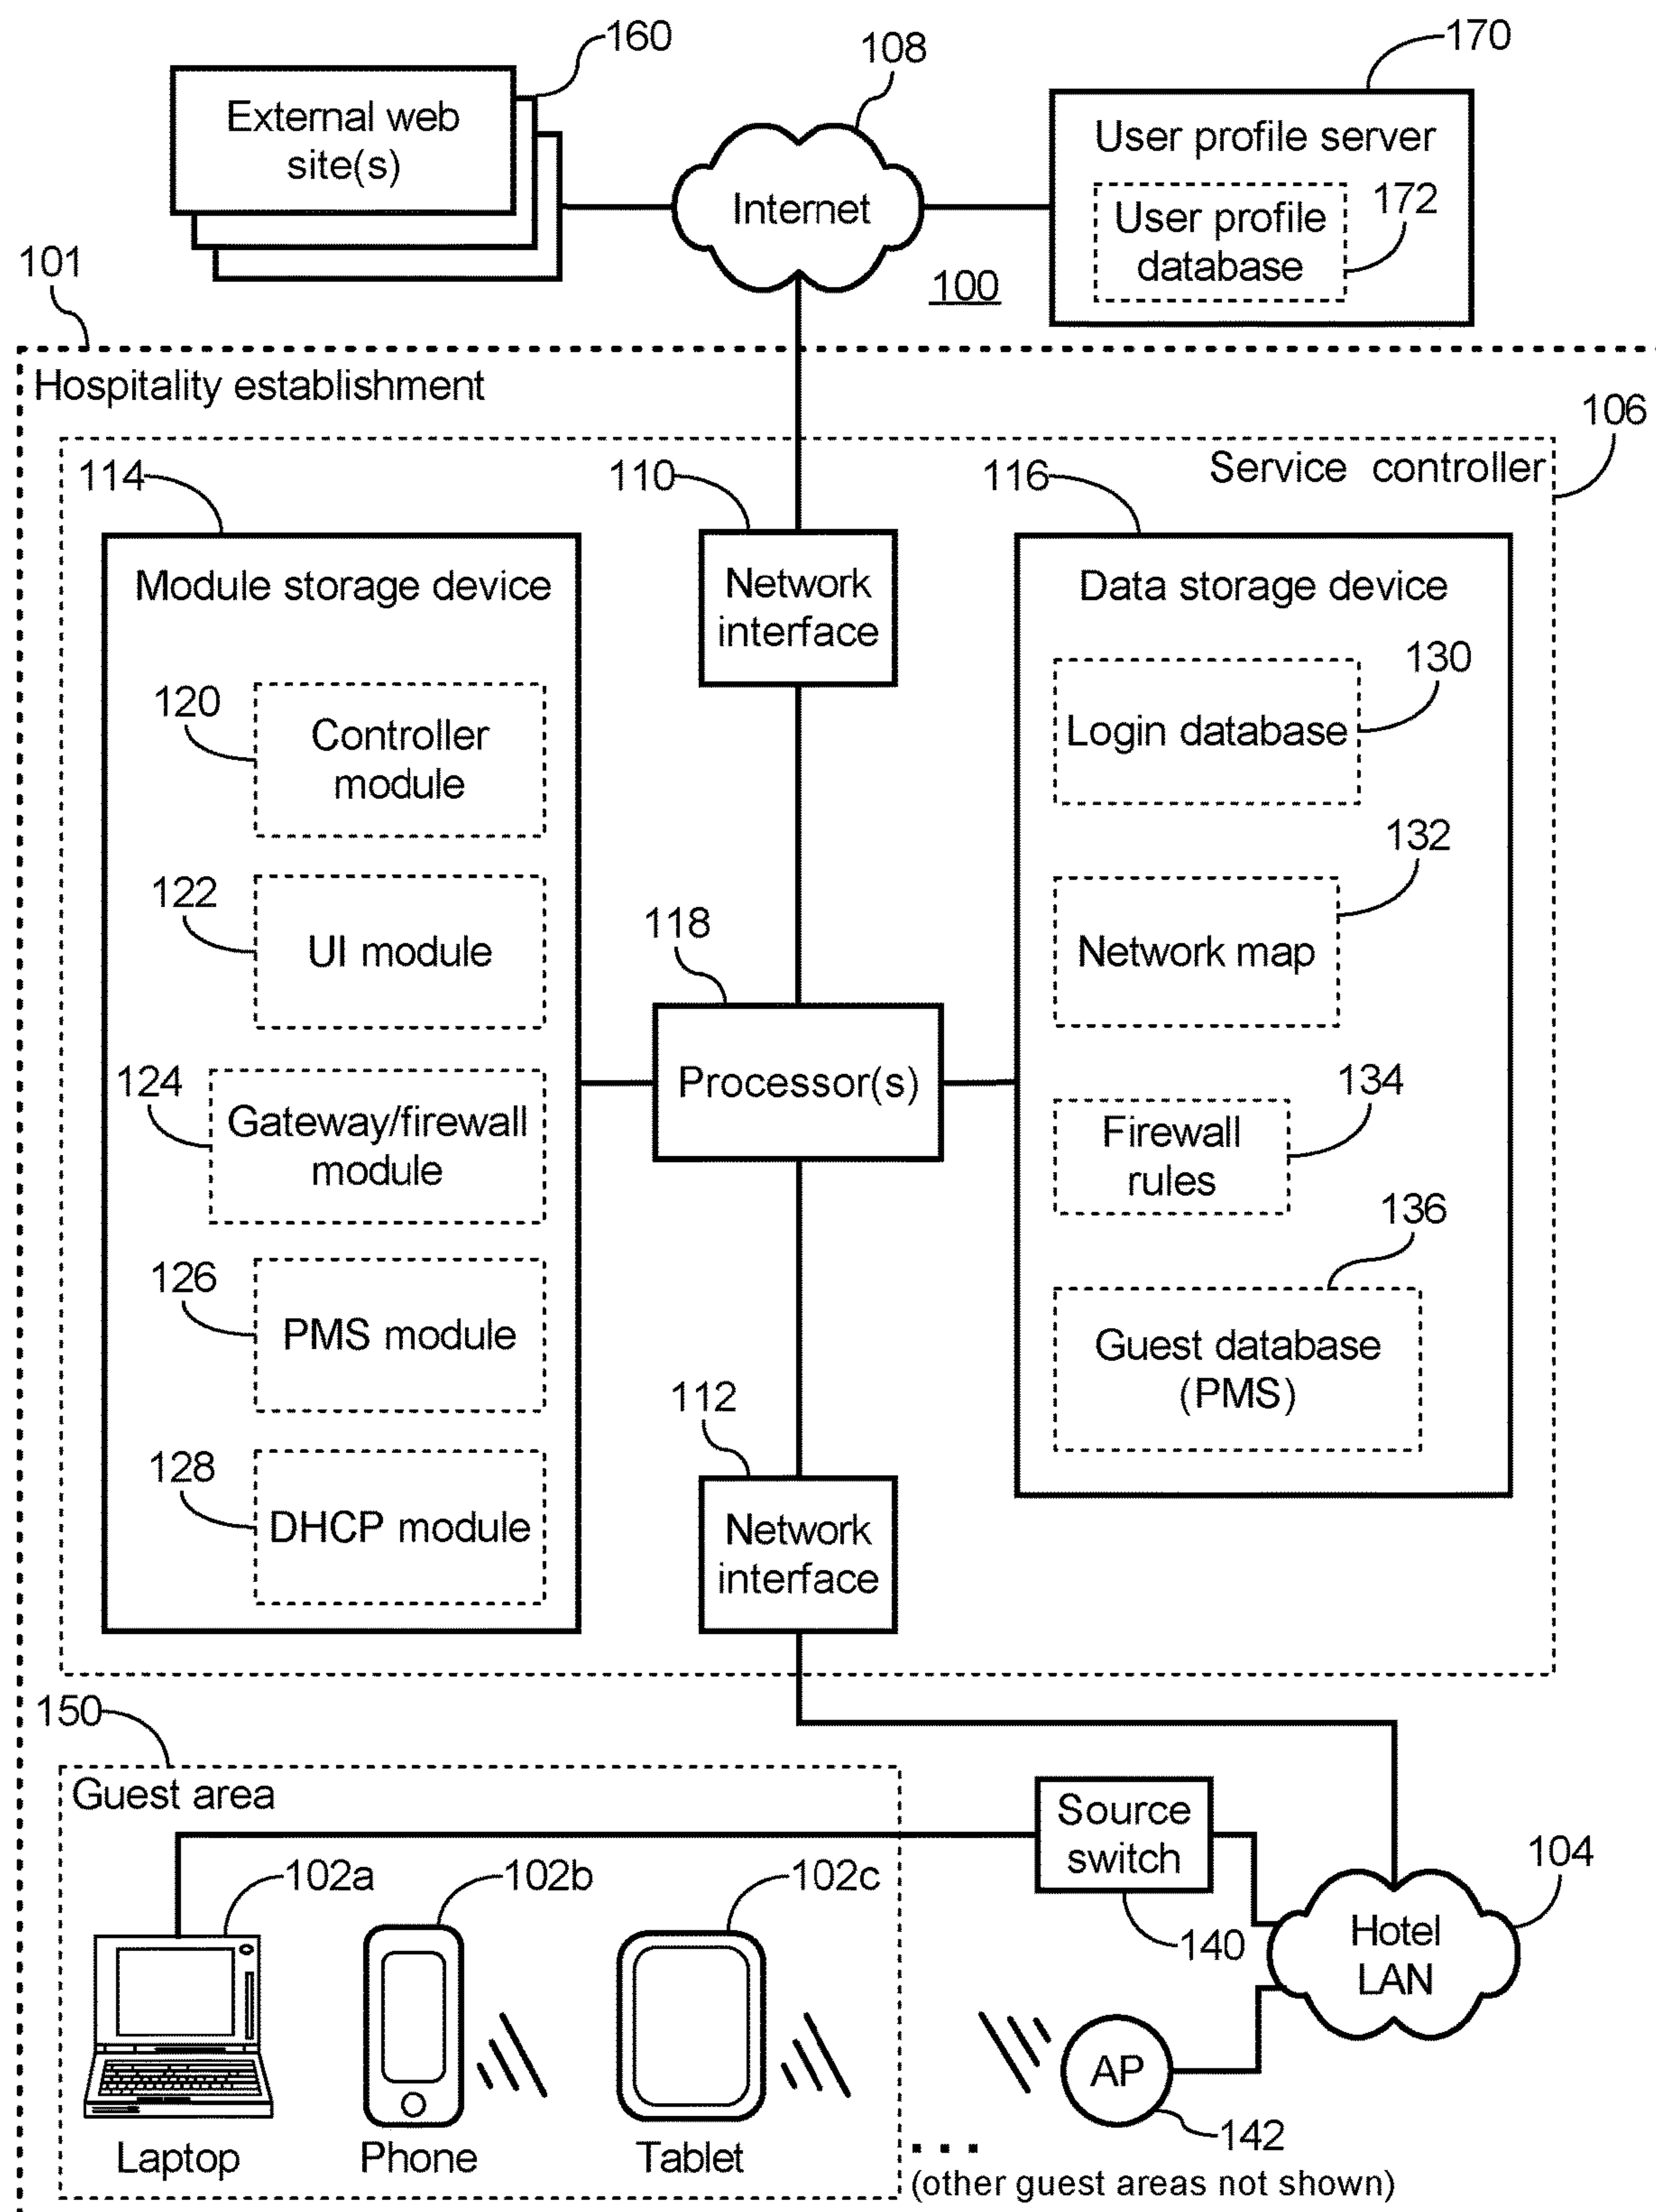 160
108
170
External web
site(s)
Internet
User profile server
User profile
database
172
101
100
Hospitality establishment
106
Service controller
114
110
116
Module storage device
Network
interface
Data storage device
120
Controller
module
130
Login database
122
UI module
132
Network map
118
Processor(s)
124
Gateway/firewall
module
134
Firewall
rules
126
PMS module
136
Guest database
(PMS)
112
Network
interface
128
DHCP module
150
Guest area
Source
switch
140
104
Hotel
LAN
102a
102b
102c
AP
142
Laptop
Phone
Tablet
...
(other guest areas not shown)